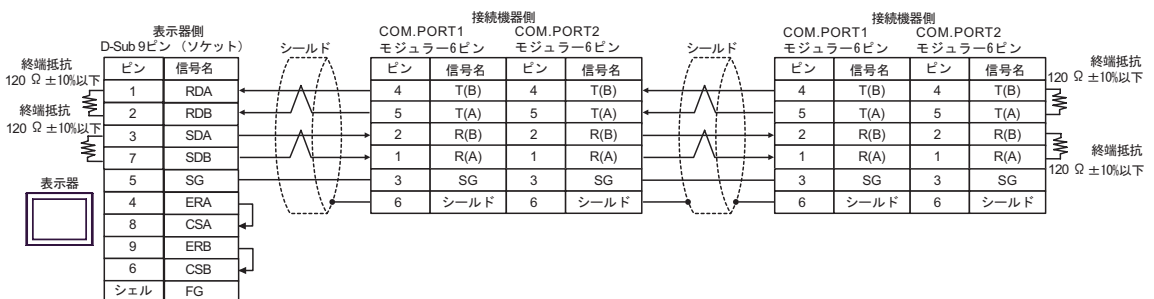 接続機器側
接続機器側
表示器側
COM.PORT1 COM.PORT2
COM.PORT1 COM.PORT2
D-Sub 9ピン (ソケット)
シールド
モジュラー6ピン モジュラー6ピン
シールド
モジュラー6ピン モジュラー6ピン
終端抵抗
120 Ω ±10%以下
終端抵抗
120 Ω ±10%以下
表示器
ピン 信号名
1 RDA
2 RDB
3 SDA
7 SDB
5 SG
4 ERA
8 CSA
9 ERB
6 CSB
シェル FG
ピン 信号名 ピン 信号名
4 T(B) 4 T(B)
5 T(A) 5 T(A)
2 R(B) 2 R(B)
1 R(A) 1 R(A)
3 SG 3 SG
6 シールド 6 シールド
ピン 信号名 ピン 信号名
4 T(B) 4 T(B)
5 T(A) 5 T(A)
2 R(B) 2 R(B)
1 R(A) 1 R(A)
3 SG 3 SG
6 シールド 6 シールド
終端抵抗
120 Ω ±10%以下
終端抵抗
120 Ω ±10%以下